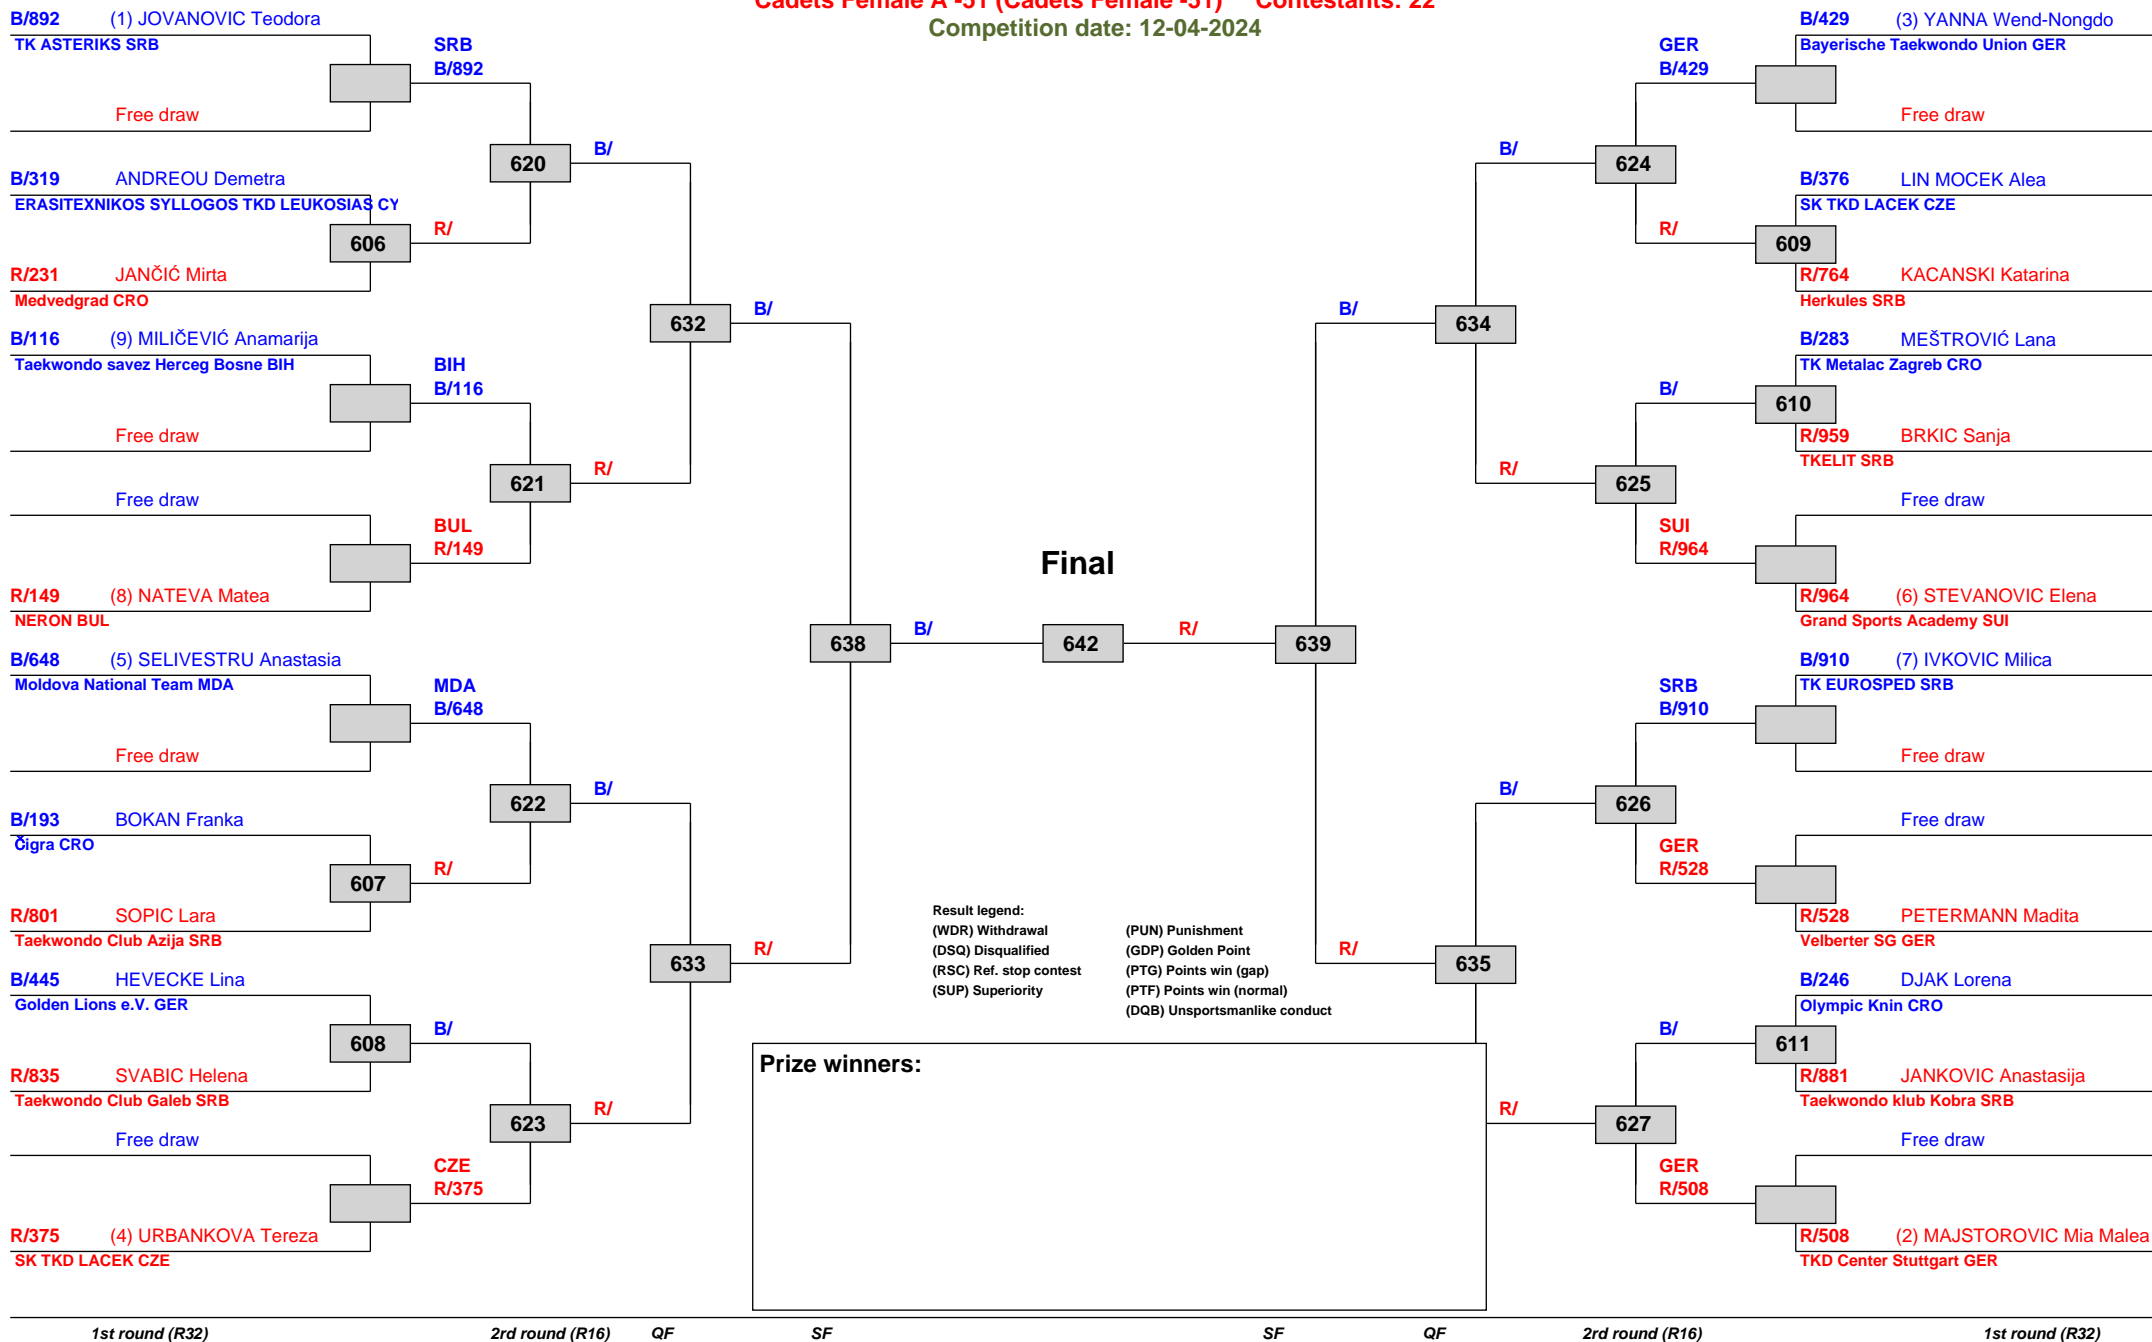 Cadets Female A -51 (Cadets Female -51) Contestants: 22
Competition date: 12-04-2024
B/892 (1) JOVANOVIC Teodora
TK ASTERIKS SRB
SRB
B/892
Free draw
620
B/
B/319 ANDREOU Demetra
ERASITEXNIKOS SYLLOGOS TKD LEUKOSIAS CY
606
R/
R/231 JANČIĆ Mirta
Medvedgrad CRO
632
B/
B/116 (9) MILIČEVIĆ Anamarija
Taekwondo savez Herceg Bosne BIH
BIH
B/116
Free draw
621
R/
Free draw
BUL
R/149
R/149 (8) NATEVA Matea
NERON BUL
638
B/
B/648 (5) SELIVESTRU Anastasia
Moldova National Team MDA
MDA
B/648
Free draw
622
B/
B/193 BOKAN Franka
Čigra CRO
607
R/
R/801 SOPIC Lara
Taekwondo Club Azija SRB
633
R/
B/445 HEVECKE Lina
Golden Lions e.V. GER
608
B/
R/835 SVABIC Helena
Taekwondo Club Galeb SRB
623
R/
Free draw
CZE
R/375
R/375 (4) URBANKOVA Tereza
SK TKD LACEK CZE
Final
642
R/
639
B/429 (3) YANNA Wend-Nongdo
Bayerische Taekwondo Union GER
GER
B/429
Free draw
B/
624
B/376 LIN MOCEK Alea
SK TKD LACEK CZE
R/
609
R/764 KACANSKI Katarina
Herkules SRB
B/
634
B/283 MEŠTROVIĆ Lana
TK Metalac Zagreb CRO
B/
610
R/959 BRKIC Sanja
TKELIT SRB
R/
625
Free draw
SUI
R/964
R/964 (6) STEVANOVIC Elena
Grand Sports Academy SUI
B/910 (7) IVKOVIC Milica
TK EUROSPED SRB
SRB
B/910
Free draw
B/
626
Free draw
GER
R/528
R/528 PETERMANN Madita
Velberter SG GER
R/
635
B/246 DJAK Lorena
Olympic Knin CRO
B/
611
R/881 JANKOVIC Anastasija
Taekwondo klub Kobra SRB
R/
627
Free draw
GER
R/508
R/508 (2) MAJSTOROVIC Mia Malea
TKD Center Stuttgart GER
Result legend:
(WDR) Withdrawal (PUN) Punishment
(DSQ) Disqualified (GDP) Golden Point
(RSC) Ref. stop contest (PTG) Points win (gap)
(SUP) Superiority (PTF) Points win (normal)
(DQB) Unsportsmanlike conduct
Prize winners:
1st round (R32) 2rd round (R16) QF SF SF QF 2rd round (R16) 1st round (R32)